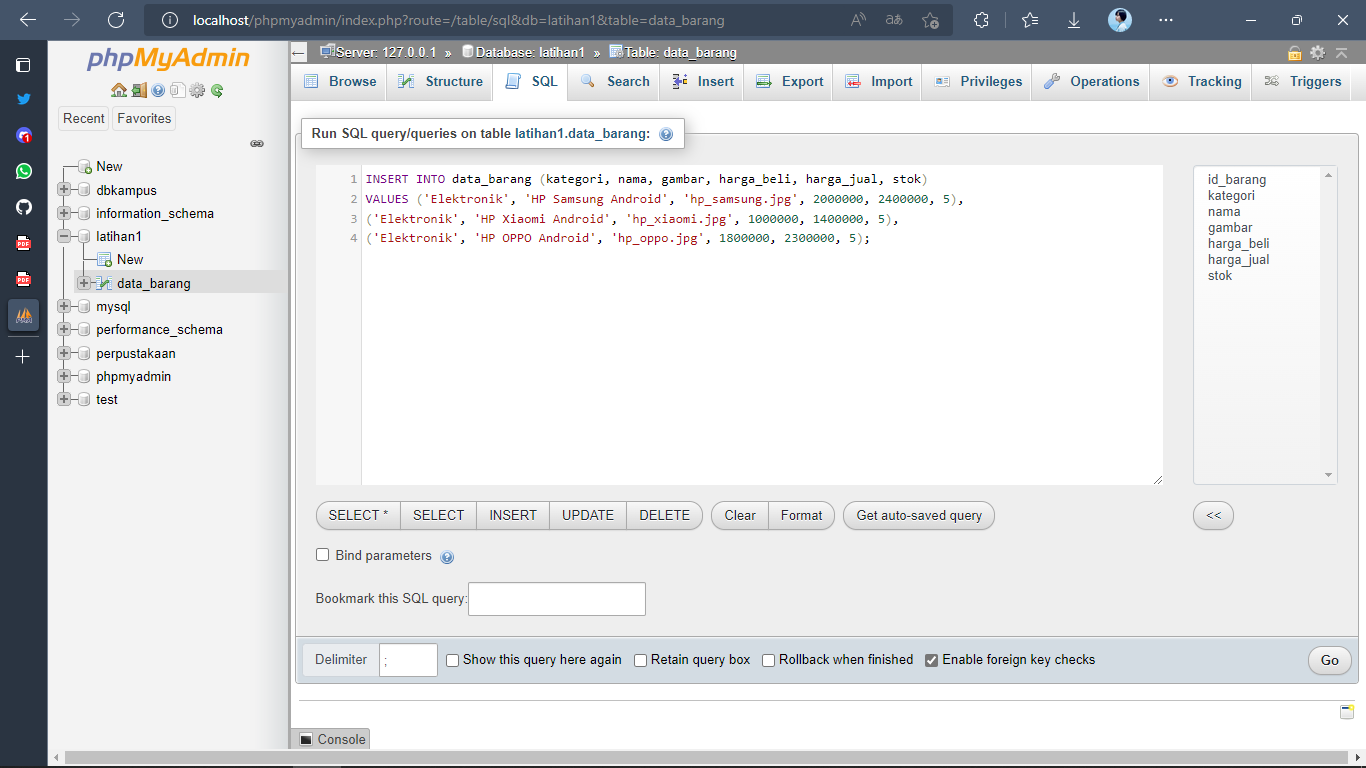 localhost/phpmyadmin/index.php?route=/table/sql&db=latihan1&table=data_barang
phpMyAdmin
Recent Favorites
New
dbkampus
information_schema
latihan1
New
data_barang
mysql
performance_schema
perpustakaan
phpmyadmin
test
Server: 127.0.0.1 » Database: latihan1 » Table: data_barang
Browse Structure SQL Search Insert Export Import Privileges Operations Tracking Triggers
Run SQL query/queries on table latihan1.data_barang:
1 INSERT INTO data_barang (kategori, nama, gambar, harga_beli, harga_jual, stok)
2 VALUES ('Elektronik', 'HP Samsung Android', 'hp_samsung.jpg', 2000000, 2400000, 5),
3 ('Elektronik', 'HP Xiaomi Android', 'hp_xiaomi.jpg', 1000000, 1400000, 5),
4 ('Elektronik', 'HP OPPO Android', 'hp_oppo.jpg', 1800000, 2300000, 5);
id_barang
kategori
nama
gambar
harga_beli
harga_jual
stok
SELECT * SELECT INSERT UPDATE DELETE Clear Format Get auto-saved query <<
Bind parameters
Bookmark this SQL query:
Delimiter ; Show this query here again Retain query box Rollback when finished Enable foreign key checks Go
Console